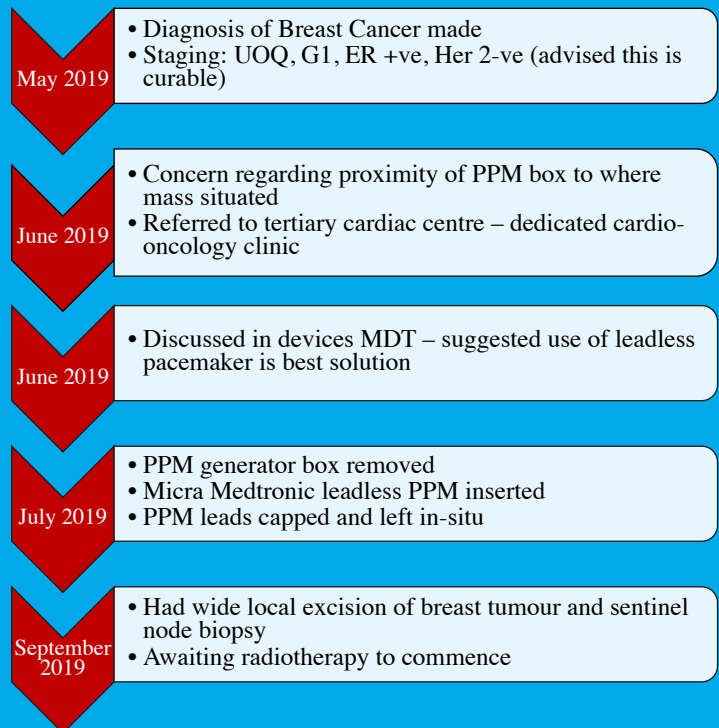 May 2019
• Diagnosis of Breast Cancer made
• Staging: UOQ, G1, ER +ve, Her 2-ve (advised this is
curable)
June 2019
• Concern regarding proximity of PPM box to where
mass situated
• Referred to tertiary cardiac centre – dedicated cardio-
oncology clinic
June 2019
• Discussed in devices MDT – suggested use of leadless
pacemaker is best solution
July 2019
• PPM generator box removed
• Micra Medtronic leadless PPM inserted
• PPM leads capped and left in-situ
September
2019
• Had wide local excision of breast tumour and sentinel
node biopsy
• Awaiting radiotherapy to commence